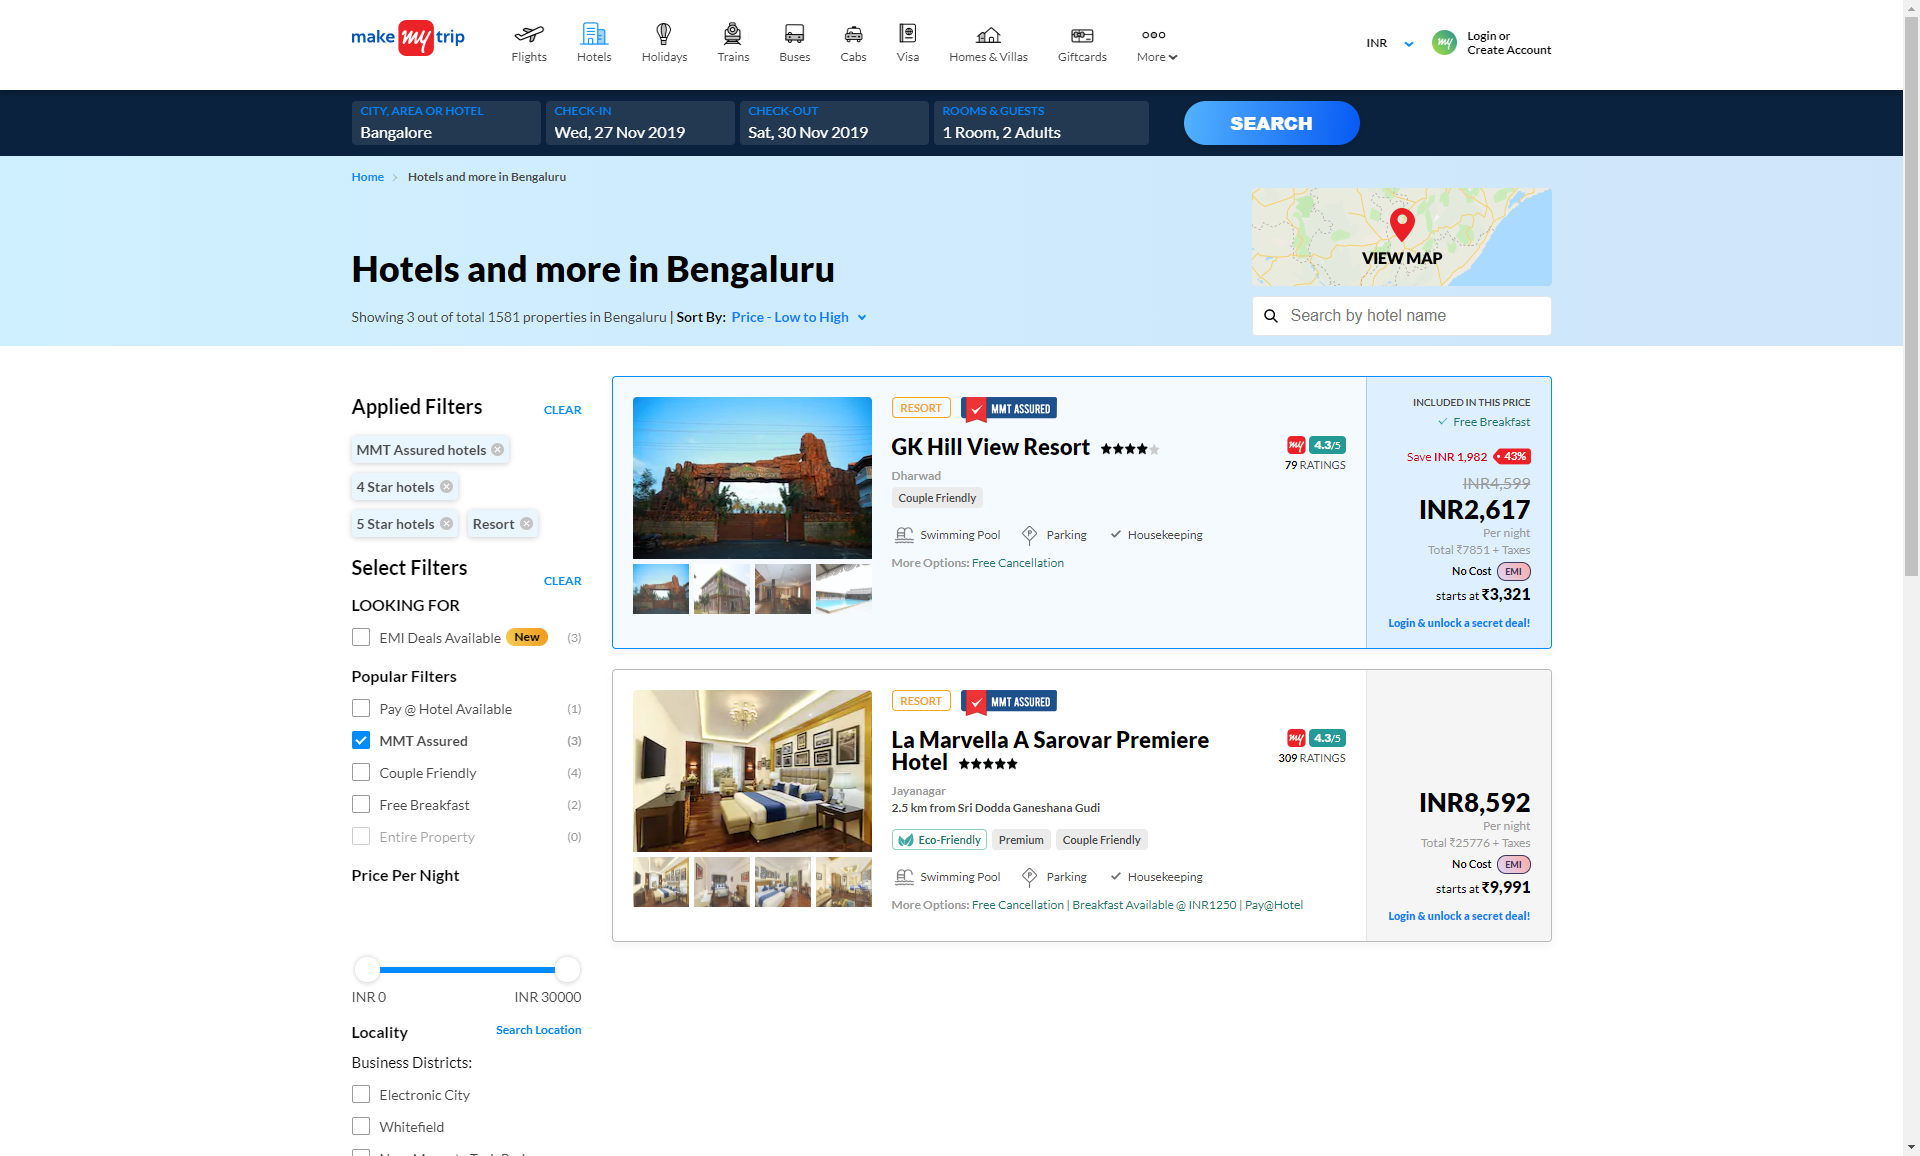 make my trip
Flights
Hotels
Holidays
Trains
Buses
Cabs
Visa
Homes & Villas
Giftcards
More
INR
my
Login or
Create Account
CITY, AREA OR HOTEL
Bangalore
CHECK-IN
Wed, 27 Nov 2019
CHECK-OUT
Sat, 30 Nov 2019
ROOMS & GUESTS
1 Room, 2 Adults
SEARCH
Home
Hotels and more in Bengaluru
VIEW MAP
Hotels and more in Bengaluru
Showing 3 out of total 1581 properties in Bengaluru | Sort By: Price - Low to High
Search by hotel name
Applied Filters
CLEAR
MMT Assured hotels
4 Star hotels
5 Star hotels
Resort
Select Filters
CLEAR
LOOKING FOR
EMI Deals Available New (3)
Popular Filters
Pay @ Hotel Available (1)
MMT Assured (3)
Couple Friendly (4)
Free Breakfast (2)
Entire Property (0)
Price Per Night
INR 0
INR 30000
Locality
Search Location
Business Districts:
Electronic City
Whitefield
RESORT
MMT ASSURED
GK Hill View Resort
Dharwad
Couple Friendly
Swimming Pool
Parking
Housekeeping
More Options: Free Cancellation
my 4.3/5
79 RATINGS
INCLUDED IN THIS PRICE
Free Breakfast
Save INR 1,982 43%
INR4,599
INR2,617
Per night
Total ₹7851 + Taxes
No Cost EMI
starts at ₹3,321
Login & unlock a secret deal!
RESORT
MMT ASSURED
La Marvella A Sarovar Premiere
Hotel
Jayanagar
2.5 km from Sri Dodda Ganeshana Gudi
Eco-Friendly
Premium
Couple Friendly
Swimming Pool
Parking
Housekeeping
More Options: Free Cancellation | Breakfast Available @ INR1250 | Pay@Hotel
my 4.3/5
309 RATINGS
INR8,592
Per night
Total ₹25776 + Taxes
No Cost EMI
starts at ₹9,991
Login & unlock a secret deal!